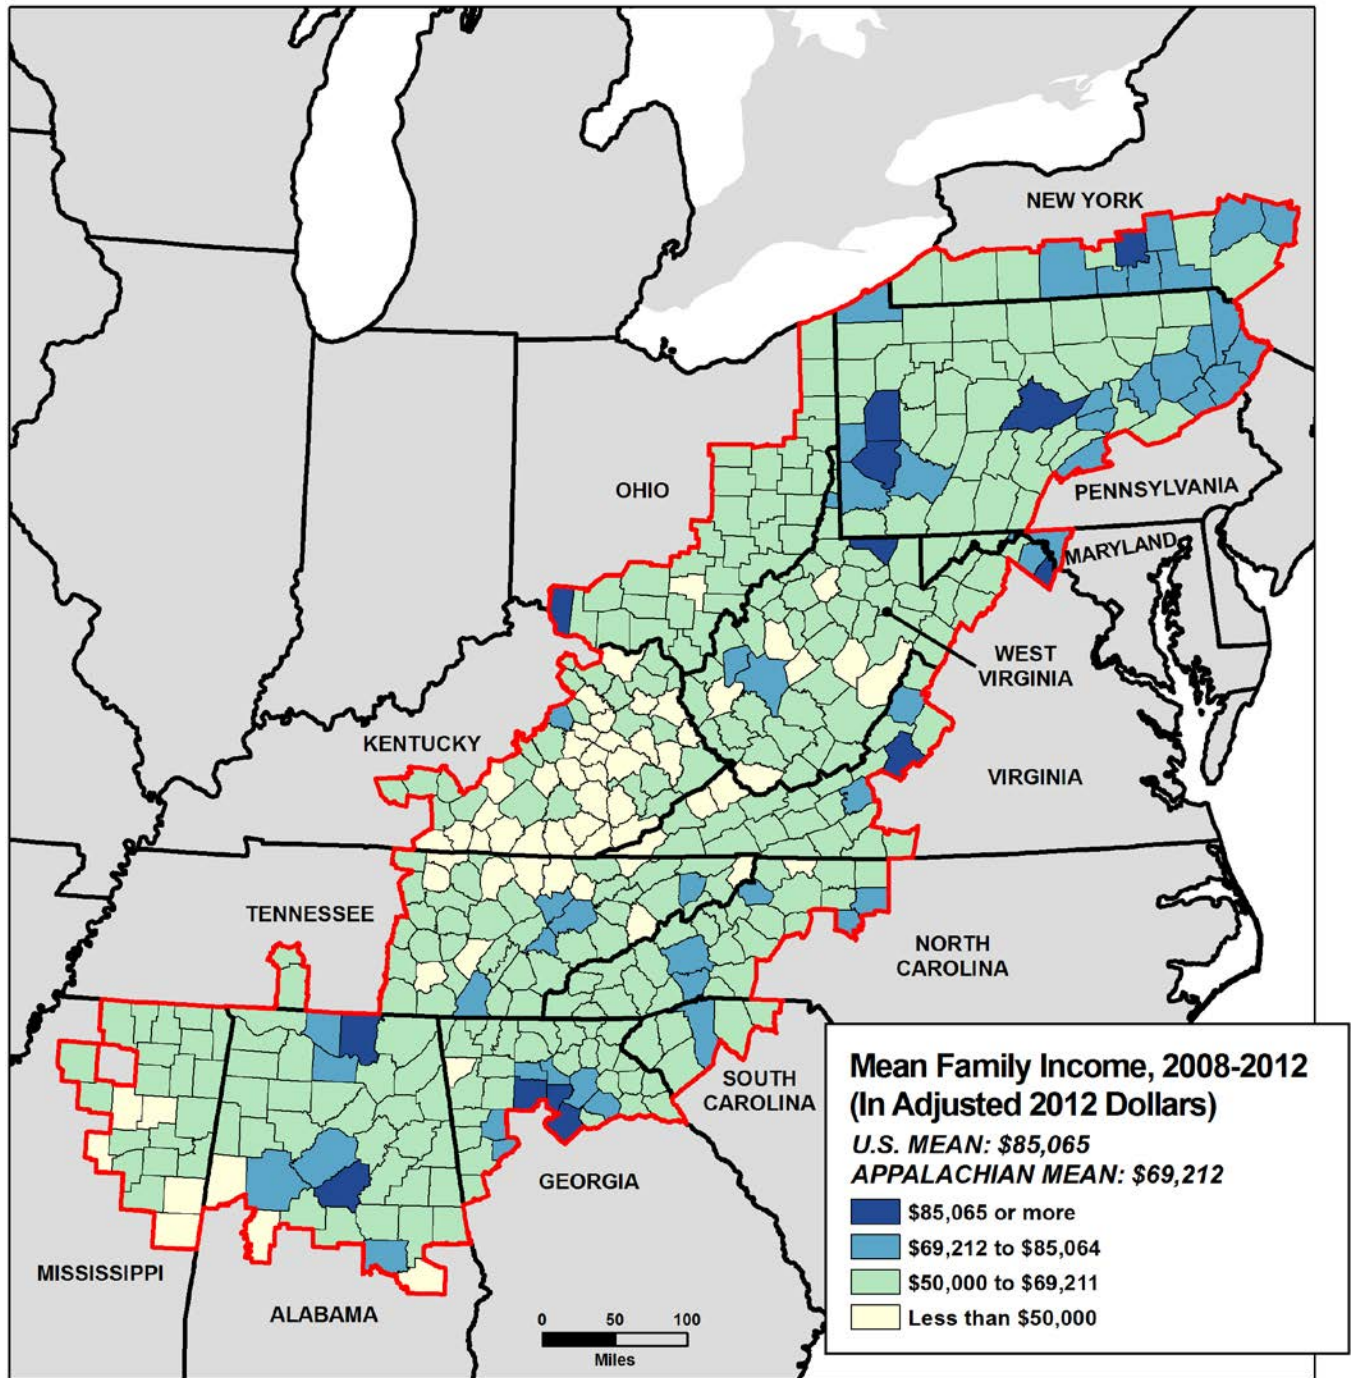 NEW YORK
OHIO
PENNSYLVANIA
MARYLAND
WEST
VIRGINIA
KENTUCKY
VIRGINIA
TENNESSEE
NORTH
CAROLINA
SOUTH
CAROLINA
GEORGIA
MISSISSIPPI
ALABAMA
Mean Family Income, 2008-2012
(In Adjusted 2012 Dollars)
U.S. MEAN: $85,065
APPALACHIAN MEAN: $69,212
$85,065 or more
$69,212 to $85,064
$50,000 to $69,211
Less than $50,000
0 50 100
Miles